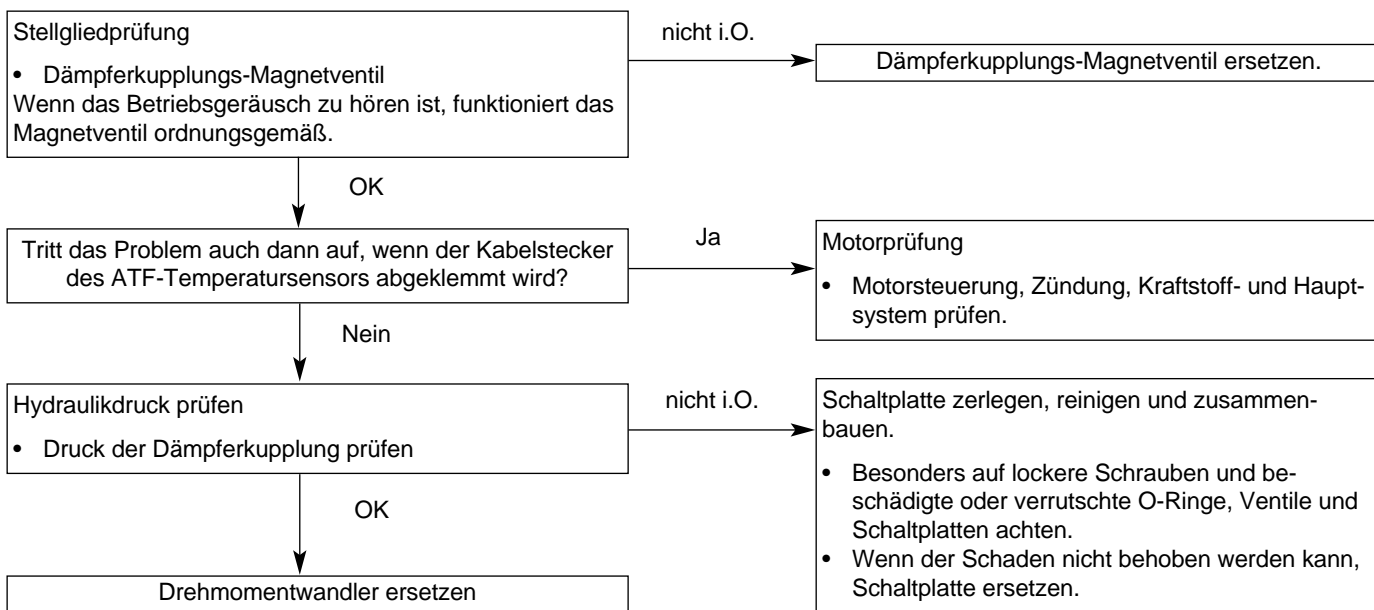 Stellgliedprüfung
nicht i.O.
• Dämpferkupplungs-Magnetventil
Wenn das Betriebsgeräusch zu hören ist, funktioniert das
Magnetventil ordnungsgemäß.
Dämpferkupplungs-Magnetventil ersetzen.
OK
Tritt das Problem auch dann auf, wenn der Kabelstecker
des ATF-Temperatursensors abgeklemmt wird?
Ja
Motorprüfung
• Motorsteuerung, Zündung, Kraftstoff- und Haupt-
system prüfen.
Nein
Hydraulikdruck prüfen
• Druck der Dämpferkupplung prüfen
nicht i.O.
Schaltplatte zerlegen, reinigen und zusammen-
bauen.
• Besonders auf lockere Schrauben und be-
schädigte oder verrutschte O-Ringe, Ventile und
Schaltplatten achten.
• Wenn der Schaden nicht behoben werden kann,
Schaltplatte ersetzen.
OK
Drehmomentwandler ersetzen